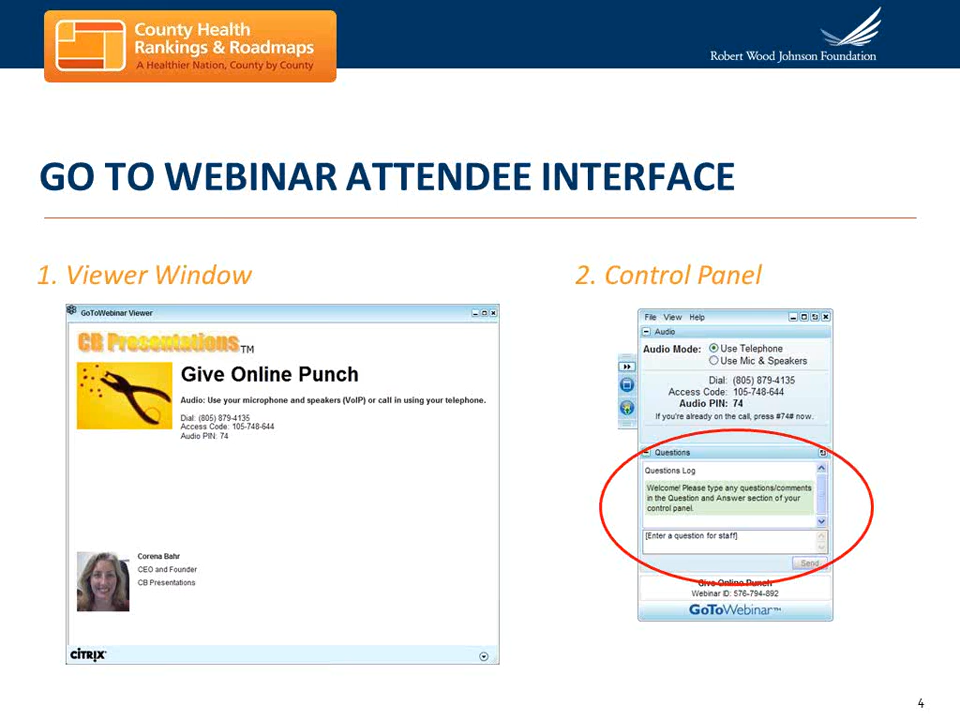 County Health
Rankings & Roadmaps
A Healthier Nation, County by County
Robert Wood Johnson Foundation
GO TO WEBINAR ATTENDEE INTERFACE
1. Viewer Window
GoToWebinar Viewer
CB Presentations TM
Give Online Punch
Audio: Use your microphone and speakers (VoIP) or call in using your telephone.
Dial: (805) 879-4135
Access Code: 105-748-644
Audio PIN: 74
Corena Bahr
CEO and Founder
CB Presentations
CITRIX
2. Control Panel
File View Help
Audio
Audio Mode: Use Telephone
Use Mic & Speakers
Dial: (805) 879-4135
Access Code: 105-748-644
Audio PIN: 74
If you're already on the call, press #74# now.
Questions
Questions Log
Welcome! Please type any questions/comments
in the Question and Answer section of your
control panel.
[Enter a question for staff]
Send
Give Online Punch
Webinar ID: 576-794-892
GoToWebinar™
4